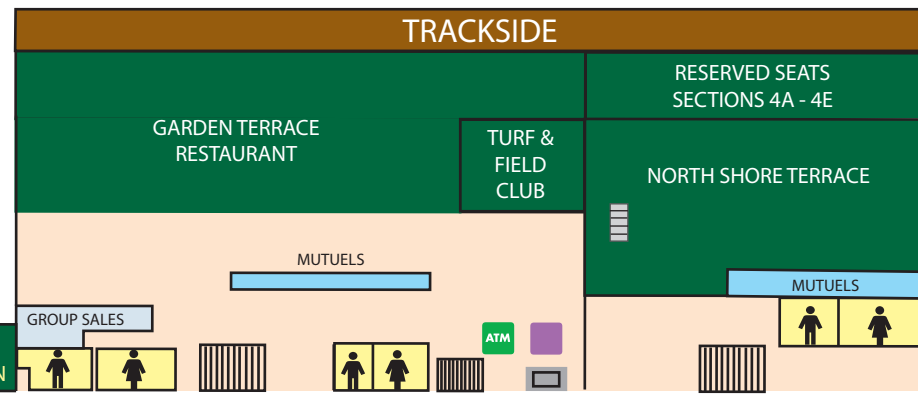 TRACKSIDE
RESERVED SEATS
SECTIONS 4A - 4E
GARDEN TERRACE
RESTAURANT
TURF &
FIELD
CLUB
NORTH SHORE TERRACE
MUTUELS
MUTUELS
GROUP SALES
ATM
N